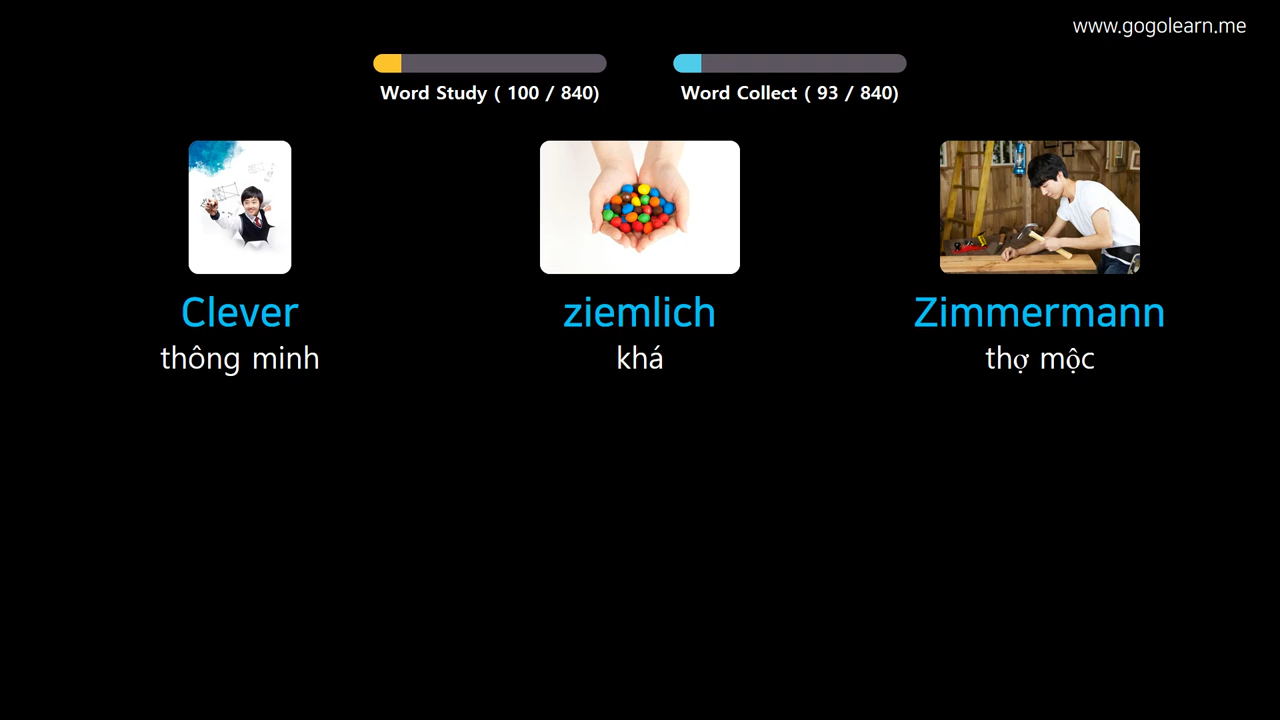 www.gogolearn.me
Word Study ( 100 / 840)
Word Collect ( 93 / 840)
Clever
thông minh
ziemlich
khá
Zimmermann
thợ mộc